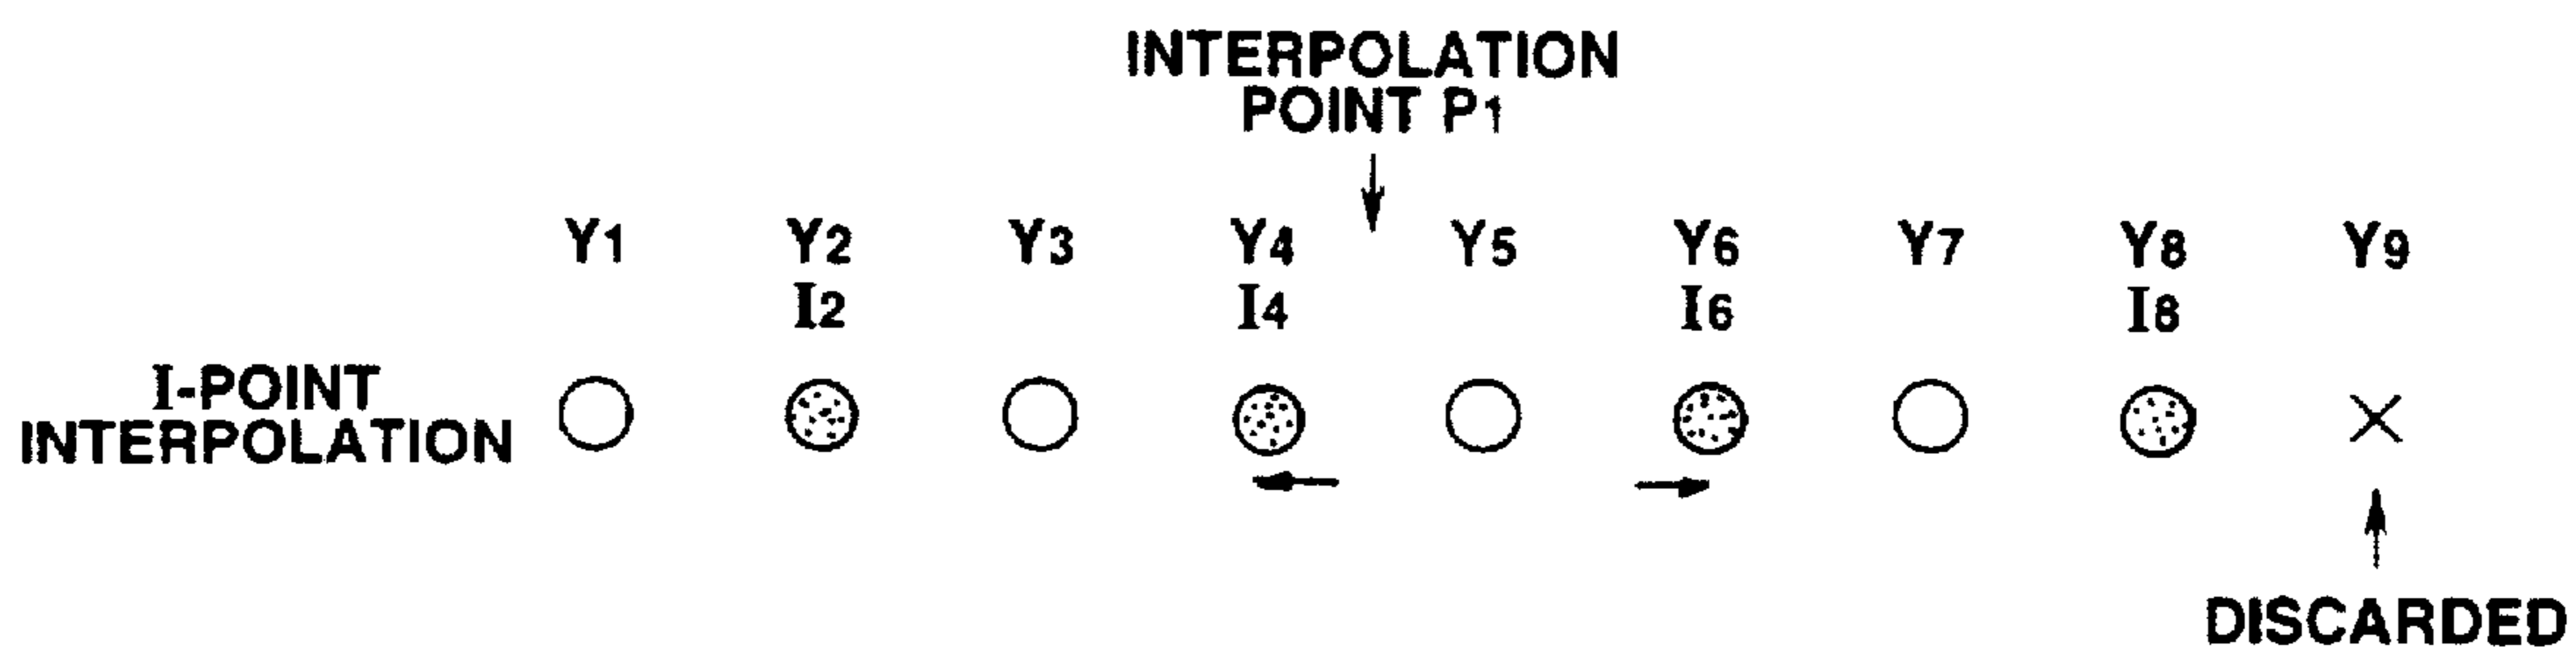 INTERPOLATION
POINT P1
Y1 Y2 Y3 Y4 Y5 Y6 Y7 Y8 Y9
I2 I4 I6 I8
I-POINT
INTERPOLATION
DISCARDED